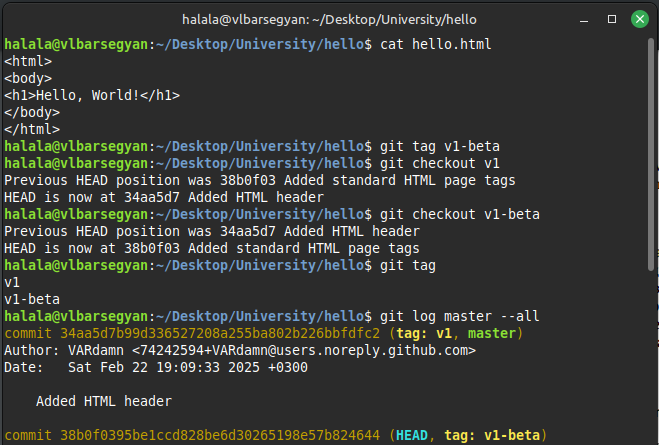 halala@vlbarsegyan: ~/Desktop/University/hello
halala@vlbarsegyan:~/Desktop/University/hello$ cat hello.html
<html>
<body>
<h1>Hello, World!</h1>
</body>
</html>
halala@vlbarsegyan:~/Desktop/University/hello$ git tag v1-beta
halala@vlbarsegyan:~/Desktop/University/hello$ git checkout v1
Previous HEAD position was 38b0f03 Added standard HTML page tags
HEAD is now at 34aa5d7 Added HTML header
halala@vlbarsegyan:~/Desktop/University/hello$ git checkout v1-beta
Previous HEAD position was 34aa5d7 Added HTML header
HEAD is now at 38b0f03 Added standard HTML page tags
halala@vlbarsegyan:~/Desktop/University/hello$ git tag
v1
v1-beta
halala@vlbarsegyan:~/Desktop/University/hello$ git log master --all
commit 34aa5d7b99d336527208a255ba802b226bbfdfc2 (tag: v1, master)
Author: VARdamn <74242594+VARdamn@users.noreply.github.com>
Date:   Sat Feb 22 19:09:33 2025 +0300
    Added HTML header
commit 38b0f0395be1ccd828be6d30265198e57b824644 (HEAD, tag: v1-beta)